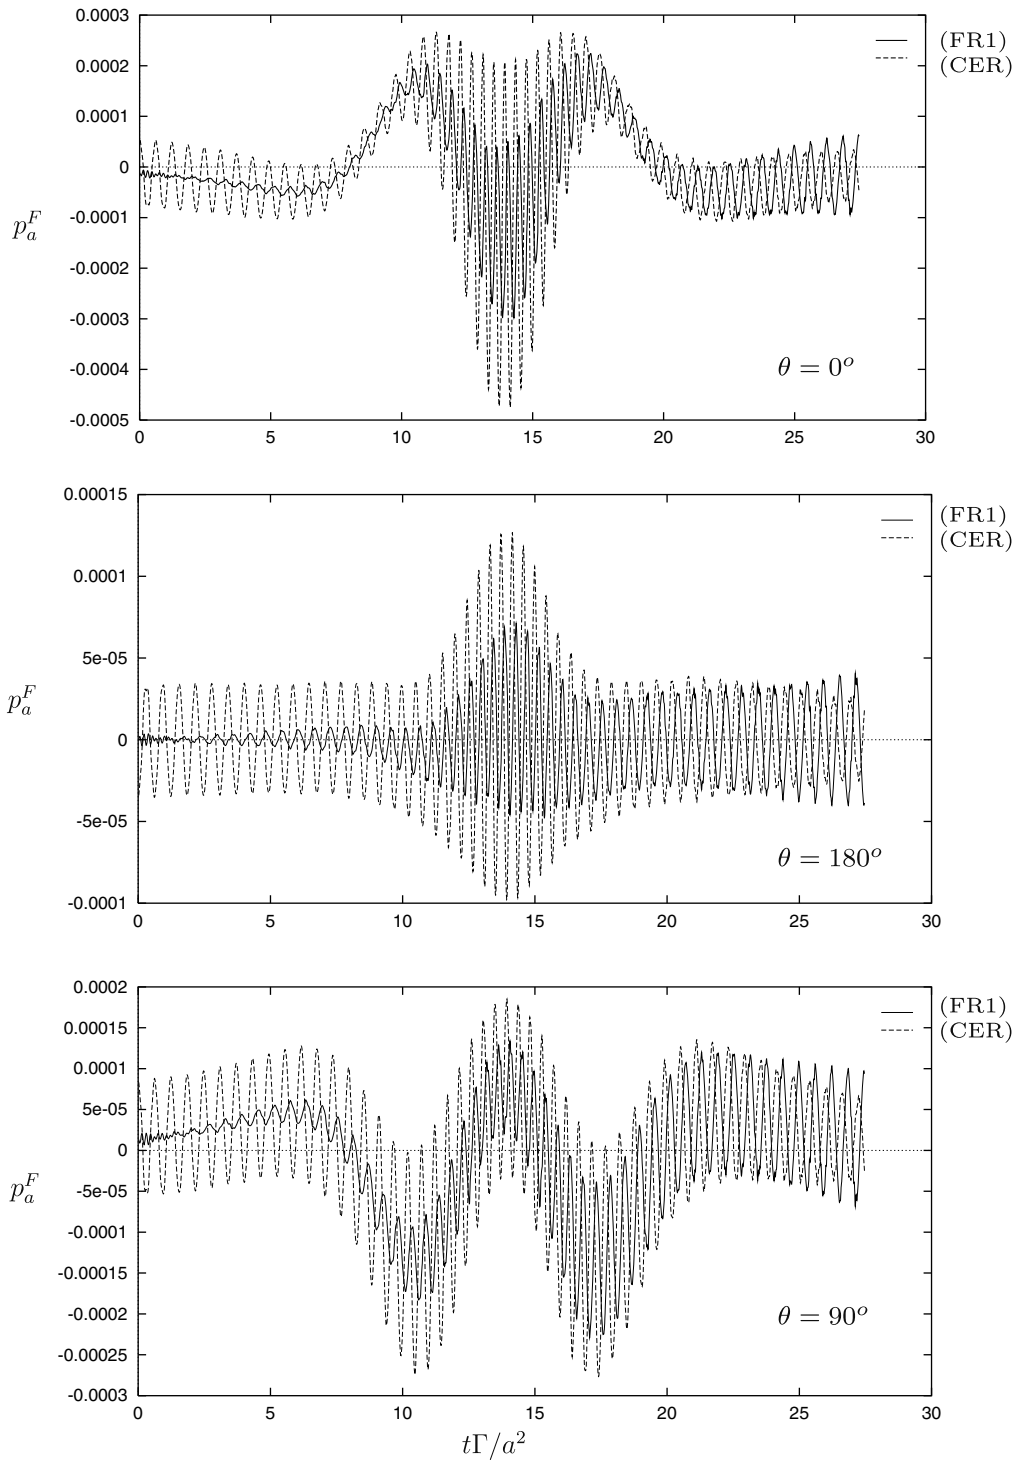 0.0003
0.0002
0.0001
0
-0.0001
-0.0002
-0.0003
-0.0004
-0.0005
p_a^F
(FR1)
(CER)
θ = 0^o
0 5 10 15 20 25 30
0.00015
0.0001
5e-05
0
-5e-05
-0.0001
p_a^F
(FR1)
(CER)
θ = 180^o
0 5 10 15 20 25 30
0.0002
0.00015
0.0001
5e-05
0
-5e-05
-0.0001
-0.00015
-0.0002
-0.00025
-0.0003
p_a^F
(FR1)
(CER)
θ = 90^o
0 5 10 15 20 25 30
tΓ/a^2